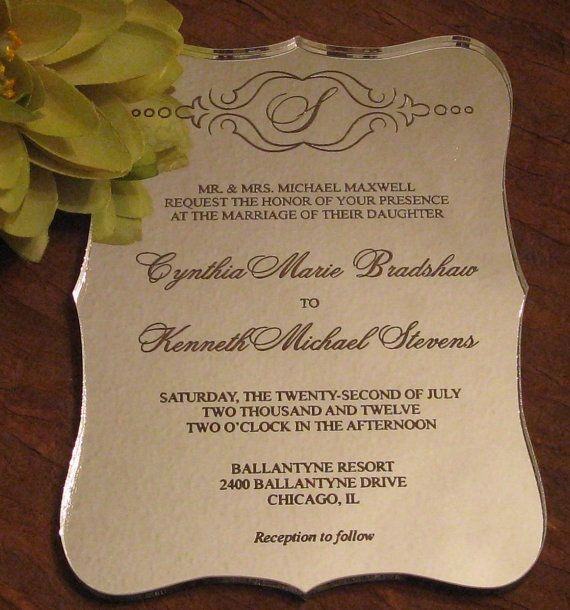 S
MR. & MRS. MICHAEL MAXWELL
REQUEST THE HONOR OF YOUR PRESENCE
AT THE MARRIAGE OF THEIR DAUGHTER
Cynthia Marie Bradshaw
TO
Kenneth Michael Stevens
SATURDAY, THE TWENTY-SECOND OF JULY
TWO THOUSAND AND TWELVE
TWO O'CLOCK IN THE AFTERNOON
BALLANTYNE RESORT
2400 BALLANTYNE DRIVE
CHICAGO, IL
Reception to follow